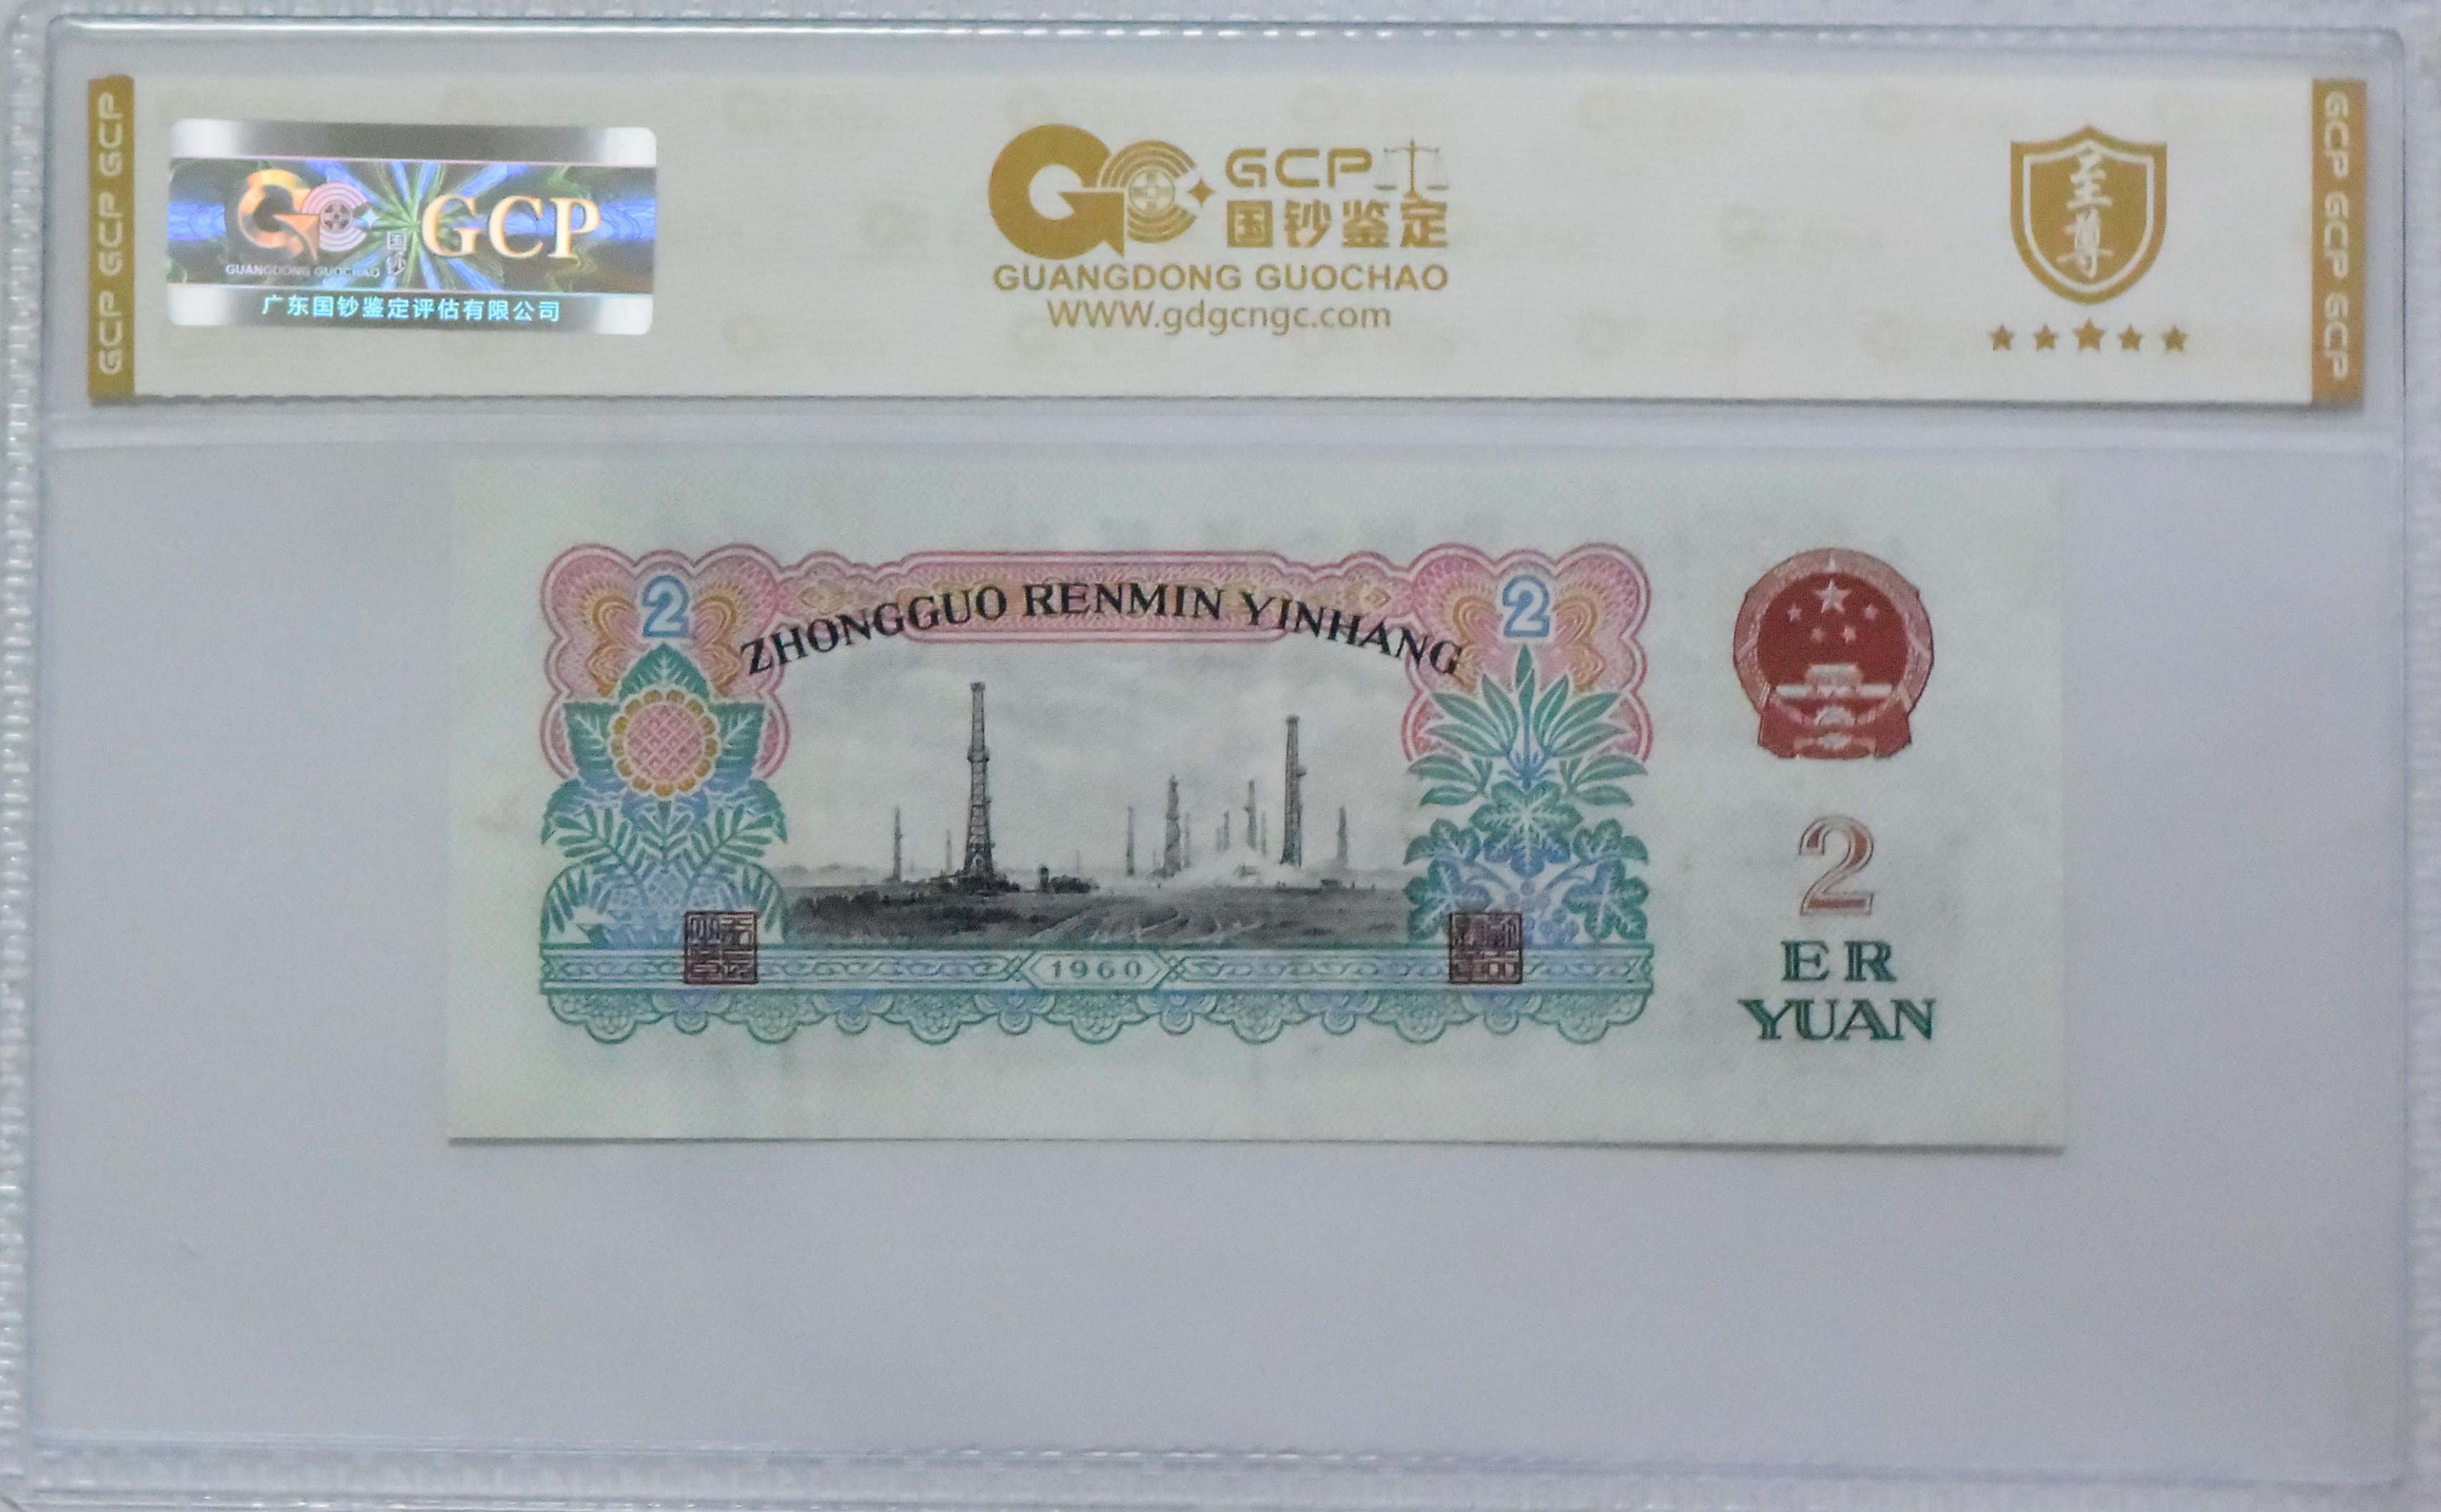 GCP GCP GCP
GCP
国钞
GUANGDONG GUOCHAO
广东国钞鉴定评估有限公司
GCP
国钞鉴定
GUANGDONG GUOCHAO
WWW.gdgcngc.com
至尊
GCP GCP GCP
ZHONGGUO RENMIN YINHANG
2
2
1960
2
ER
YUAN